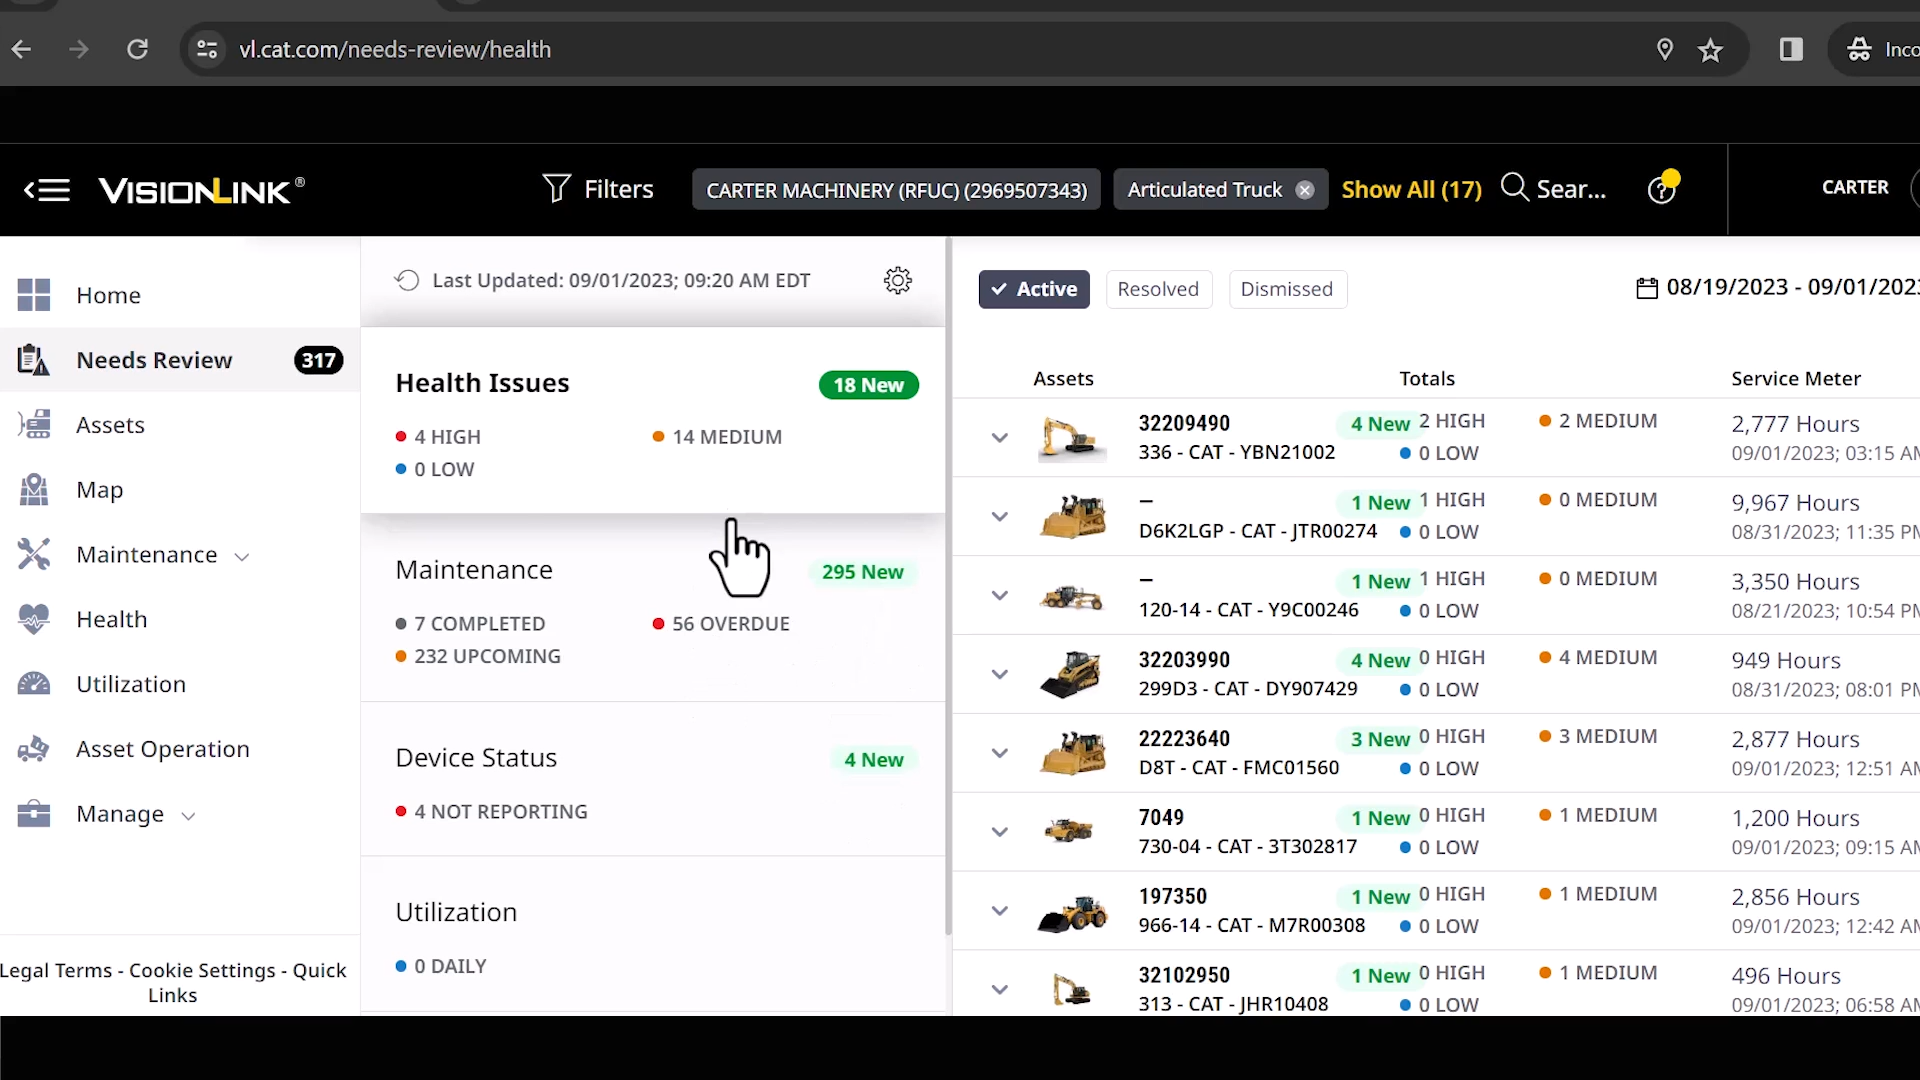 vl.cat.com/needs-review/health
Inco
VISIONLINK®
Filters
CARTER MACHINERY (RFUC) (2969507343)
Articulated Truck
Show All (17)
Sear...
CARTER
Home
Needs Review 317
Assets
Map
Maintenance
Health
Utilization
Asset Operation
Manage
Legal Terms - Cookie Settings - Quick
Links
Last Updated: 09/01/2023; 09:20 AM EDT
Health Issues 18 New
4 HIGH 14 MEDIUM
0 LOW
Maintenance 295 New
7 COMPLETED 56 OVERDUE
232 UPCOMING
Device Status 4 New
4 NOT REPORTING
Utilization
0 DAILY
Active Resolved Dismissed
08/19/2023 - 09/01/2023
Assets Totals Service Meter
32209490 4 New 2 HIGH 2 MEDIUM 2,777 Hours
336 - CAT - YBN21002 0 LOW 09/01/2023; 03:15 AM
– 1 New 1 HIGH 0 MEDIUM 9,967 Hours
D6K2LGP - CAT - JTR00274 0 LOW 08/31/2023; 11:35 PM
– 1 New 1 HIGH 0 MEDIUM 3,350 Hours
120-14 - CAT - Y9C00246 0 LOW 08/21/2023; 10:54 PM
32203990 4 New 0 HIGH 4 MEDIUM 949 Hours
299D3 - CAT - DY907429 0 LOW 08/31/2023; 08:01 PM
22223640 3 New 0 HIGH 3 MEDIUM 2,877 Hours
D8T - CAT - FMC01560 0 LOW 09/01/2023; 12:51 AM
7049 1 New 0 HIGH 1 MEDIUM 1,200 Hours
730-04 - CAT - 3T302817 0 LOW 09/01/2023; 09:15 AM
197350 1 New 0 HIGH 1 MEDIUM 2,856 Hours
966-14 - CAT - M7R00308 0 LOW 09/01/2023; 12:42 AM
32102950 1 New 0 HIGH 1 MEDIUM 496 Hours
313 - CAT - JHR10408 0 LOW 09/01/2023; 06:58 AM